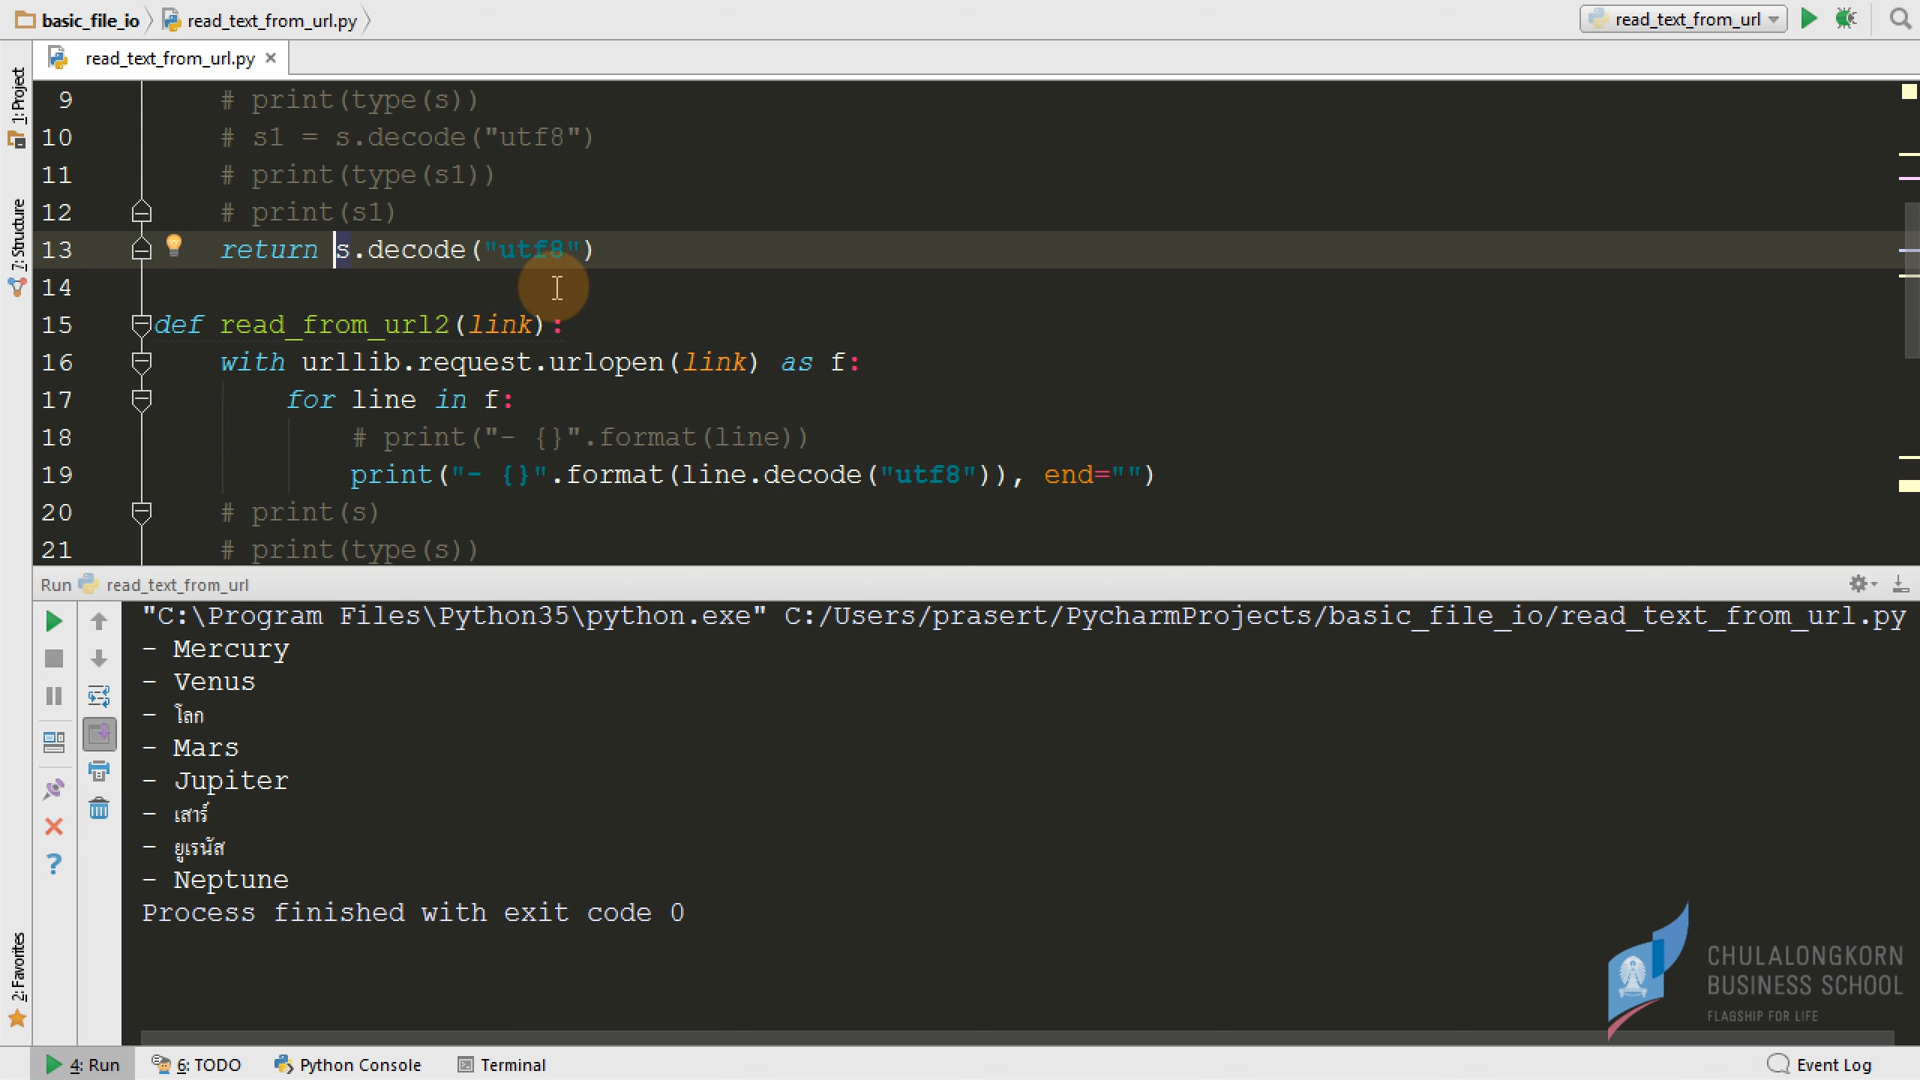 basic_file_io read_text_from_url.py read_text_from_url
read_text_from_url.py
1: Project
7: Structure
2: Favorites
9 # print(type(s))
10 # s1 = s.decode("utf8")
11 # print(type(s1))
12 # print(s1)
13 return s.decode("utf8")
14
15 def read_from_url2(link):
16 with urllib.request.urlopen(link) as f:
17 for line in f:
18 # print("- {}".format(line))
19 print("- {}".format(line.decode("utf8")), end="")
20 # print(s)
21 # print(type(s))
Run read_text_from_url
"C:\Program Files\Python35\python.exe" C:/Users/prasert/PycharmProjects/basic_file_io/read_text_from_url.py
- Mercury
- Venus
- โลก
- Mars
- Jupiter
- เสาร์
- ยูเรนัส
- Neptune
Process finished with exit code 0
CHULALONGKORN
BUSINESS SCHOOL
FLAGSHIP FOR LIFE
4: Run 6: TODO Python Console Terminal Event Log